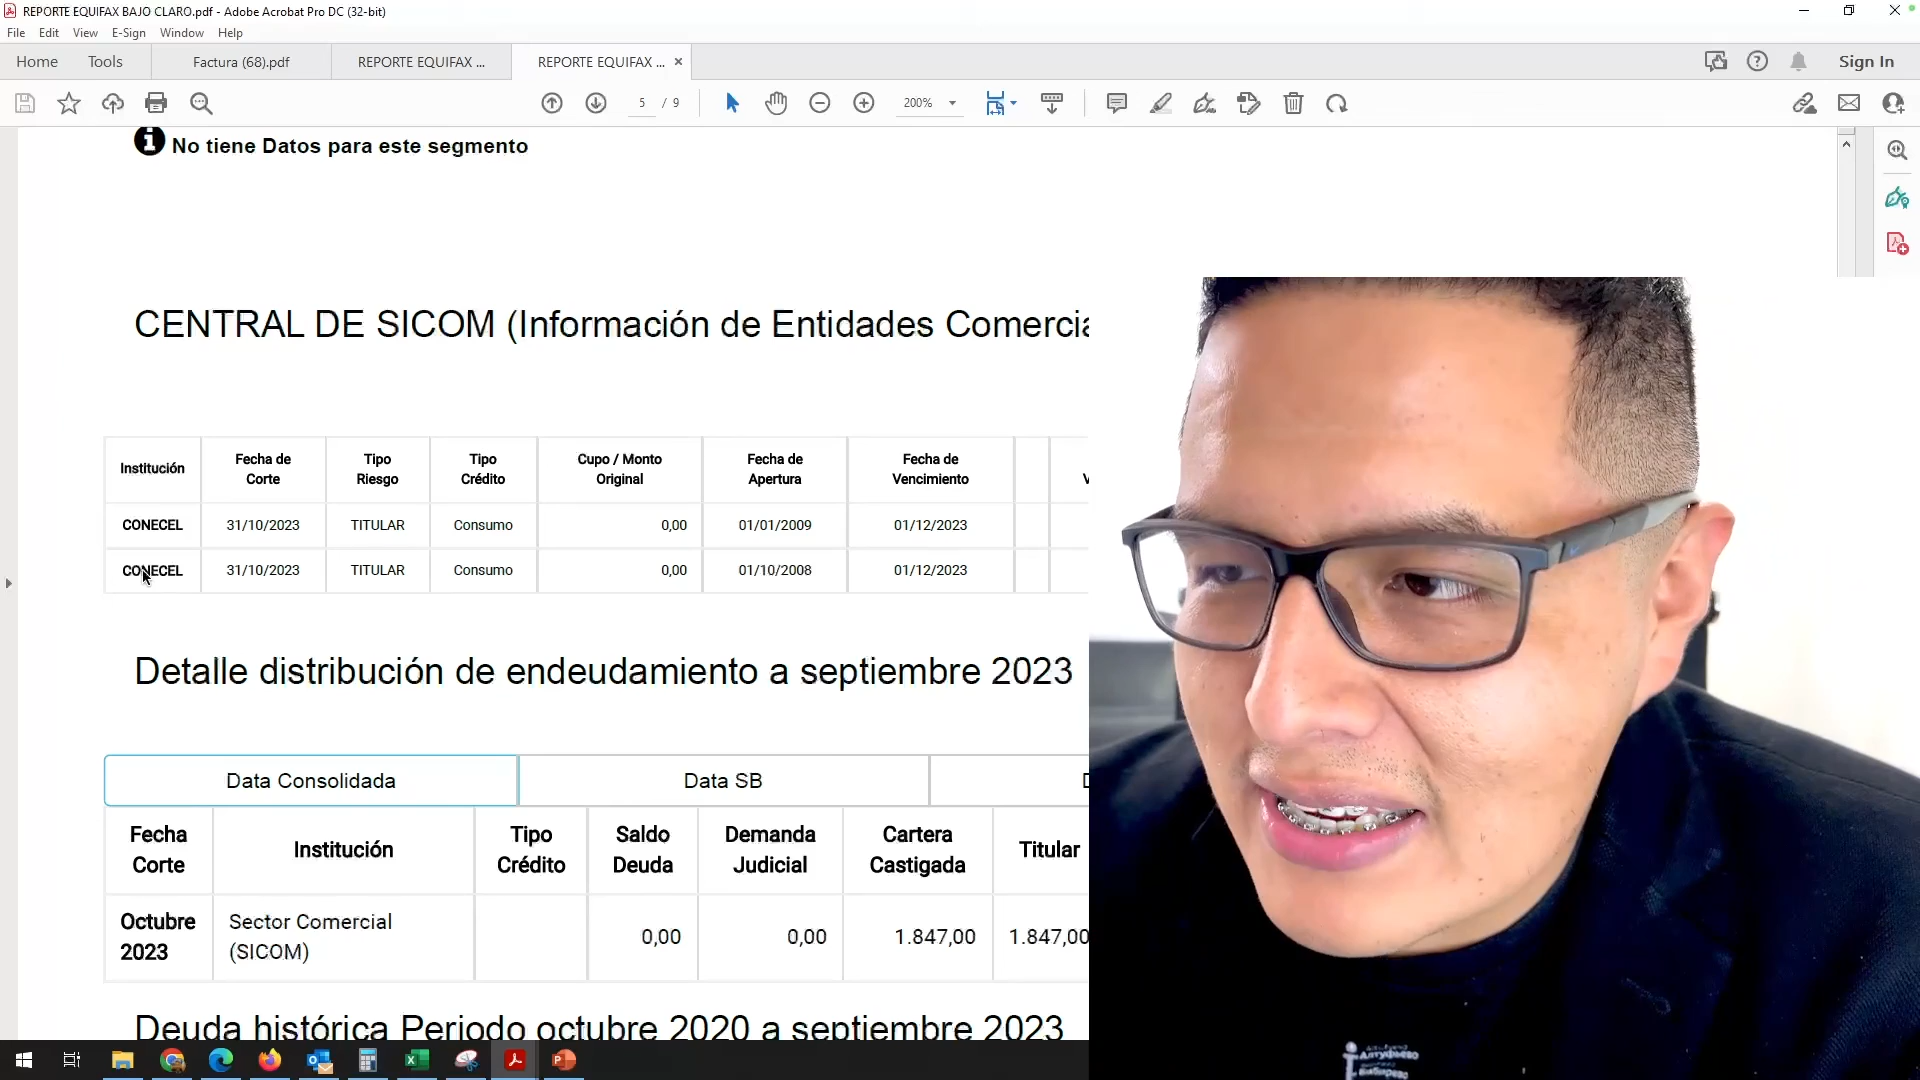 REPORTE EQUIFAX BAJO CLARO.pdf - Adobe Acrobat Pro DC (32-bit)
File Edit View E-Sign Window Help
Home Tools Factura (68).pdf REPORTE EQUIFAX ... REPORTE EQUIFAX ... × Sign In
5 / 9 200%
No tiene Datos para este segmento
CENTRAL DE SICOM (Información de Entidades Comercia
Institución Fecha de Corte Tipo Riesgo Tipo Crédito Cupo / Monto Original Fecha de Apertura Fecha de Vencimiento V
CONECEL 31/10/2023 TITULAR Consumo 0,00 01/01/2009 01/12/2023
CONECEL 31/10/2023 TITULAR Consumo 0,00 01/10/2008 01/12/2023
Detalle distribución de endeudamiento a septiembre 2023
Data Consolidada Data SB D
Fecha Corte Institución Tipo Crédito Saldo Deuda Demanda Judicial Cartera Castigada Titular
Octubre 2023 Sector Comercial (SICOM) 0,00 0,00 1.847,00 1.847,00
Deuda histórica Periodo octubre 2020 a septiembre 2023